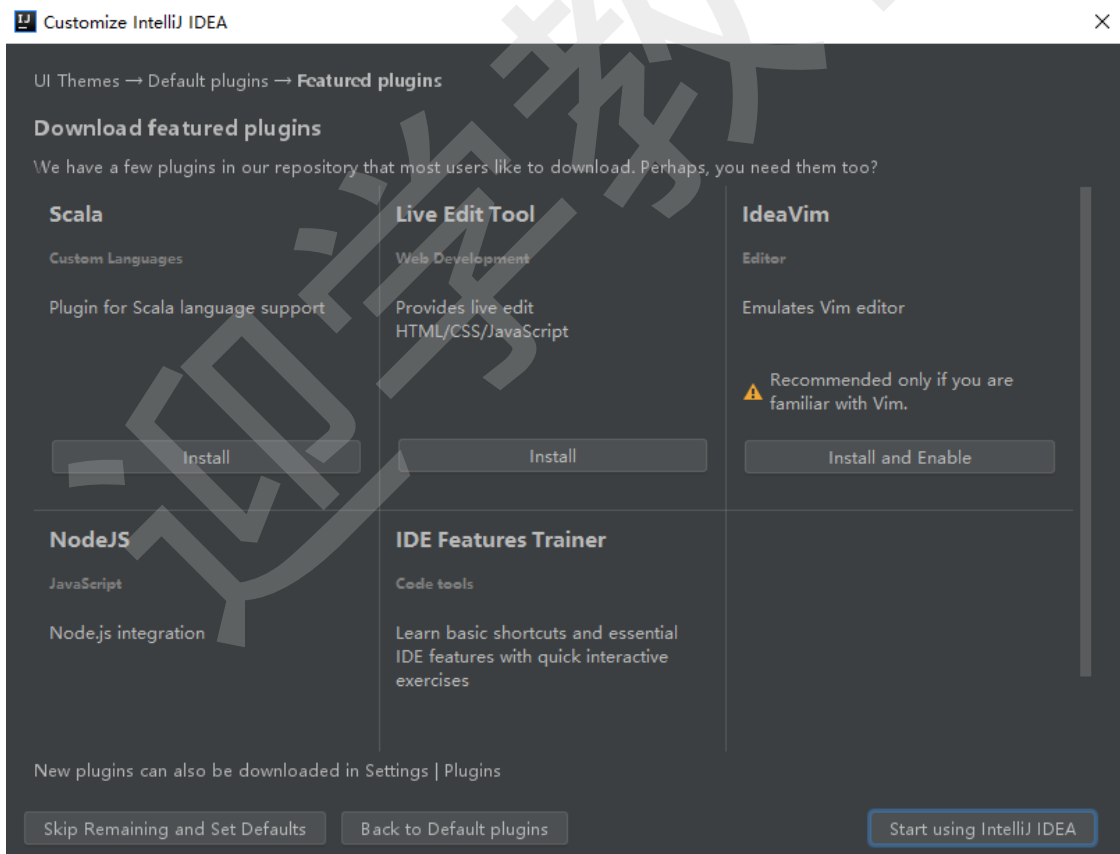 Customize IntelliJ IDEA
UI Themes → Default plugins → Featured plugins
Download featured plugins
We have a few plugins in our repository that most users like to download. Perhaps, you need them too?
Scala
Custom Languages
Plugin for Scala language support
Install
Live Edit Tool
Web Development
Provides live edit
HTML/CSS/JavaScript
Install
IdeaVim
Editor
Emulates Vim editor
Recommended only if you are
familiar with Vim.
Install and Enable
NodeJS
JavaScript
Node.js integration
IDE Features Trainer
Code tools
Learn basic shortcuts and essential
IDE features with quick interactive
exercises
New plugins can also be downloaded in Settings | Plugins
Skip Remaining and Set Defaults
Back to Default plugins
Start using IntelliJ IDEA
迎学教